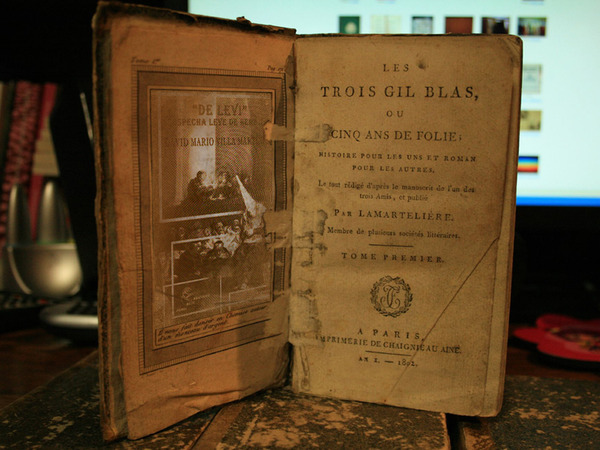 Tome I.er
"DE LEVI"
LES
TROIS GIL BLAS,
OU
CINQ ANS DE FOLIE;
HISTOIRE POUR LES UNS ET ROMAN
POUR LES AUTRES,
Le tout rédigé d'après le manuscrit de l'un des
trois Amis, et publié
PAR LAMARTELIÈRE,
Membre de plusieurs sociétés littéraires.
TOME PREMIER.
A PARIS,
IMPRIMERIE DE CHAIGNIEAU AINÉ.
AN X. — 1802.